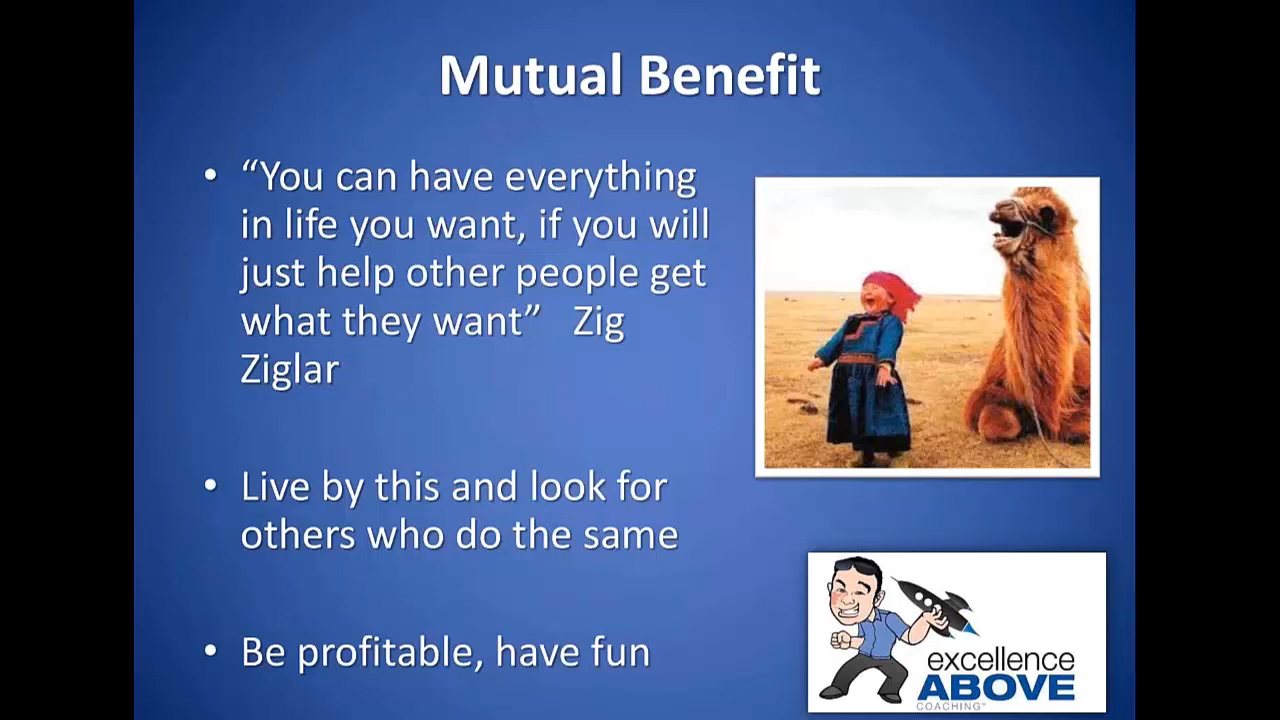 Mutual Benefit
• “You can have everything
in life you want, if you will
just help other people get
what they want” Zig
Ziglar
• Live by this and look for
others who do the same
• Be profitable, have fun
excellence
ABOVE
COACHING™